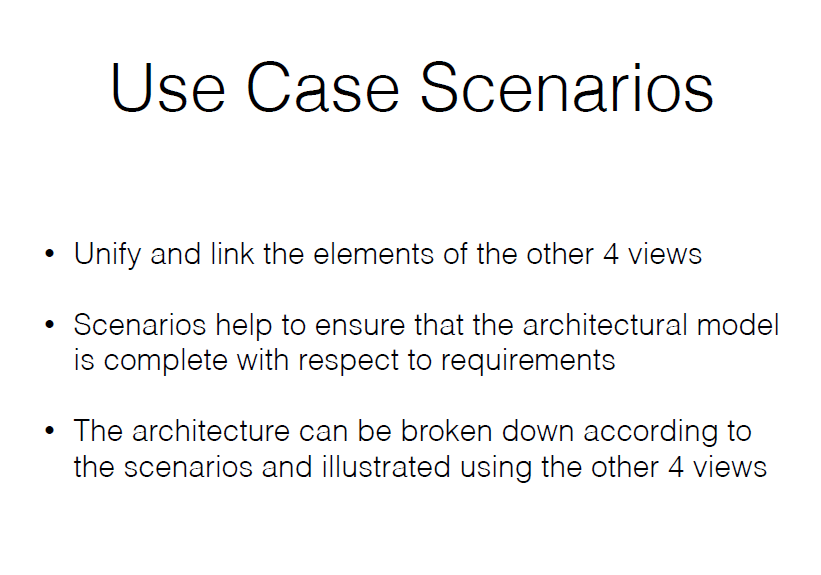 Use Case Scenarios
• Unify and link the elements of the other 4 views
• Scenarios help to ensure that the architectural model
is complete with respect to requirements
• The architecture can be broken down according to
the scenarios and illustrated using the other 4 views